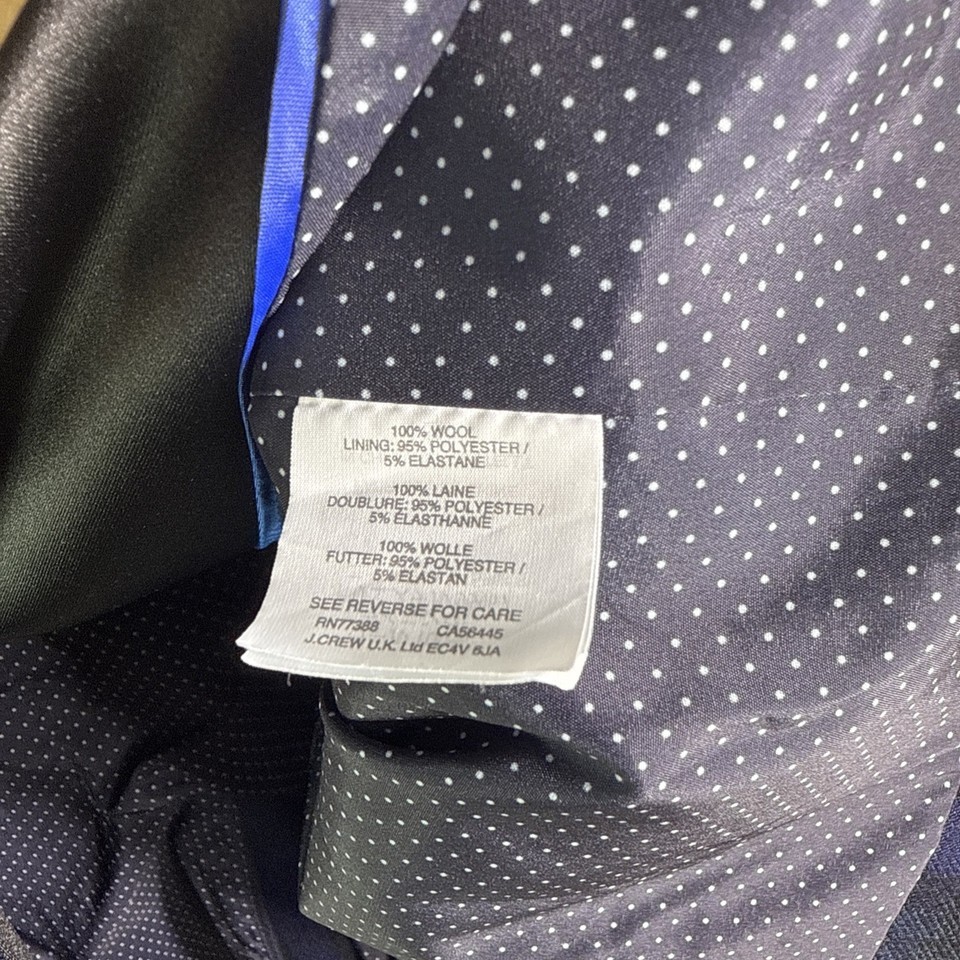 100% WOOL
LINING: 95% POLYESTER /
5% ELASTANE
100% LAINE
DOUBLURE: 95% POLYESTER /
5% ÉLASTHANNE
100% WOLLE
FUTTER: 95% POLYESTER /
5% ELASTAN
SEE REVERSE FOR CARE
RN77388 CA56445
J.CREW U.K. Ltd EC4V 6JA